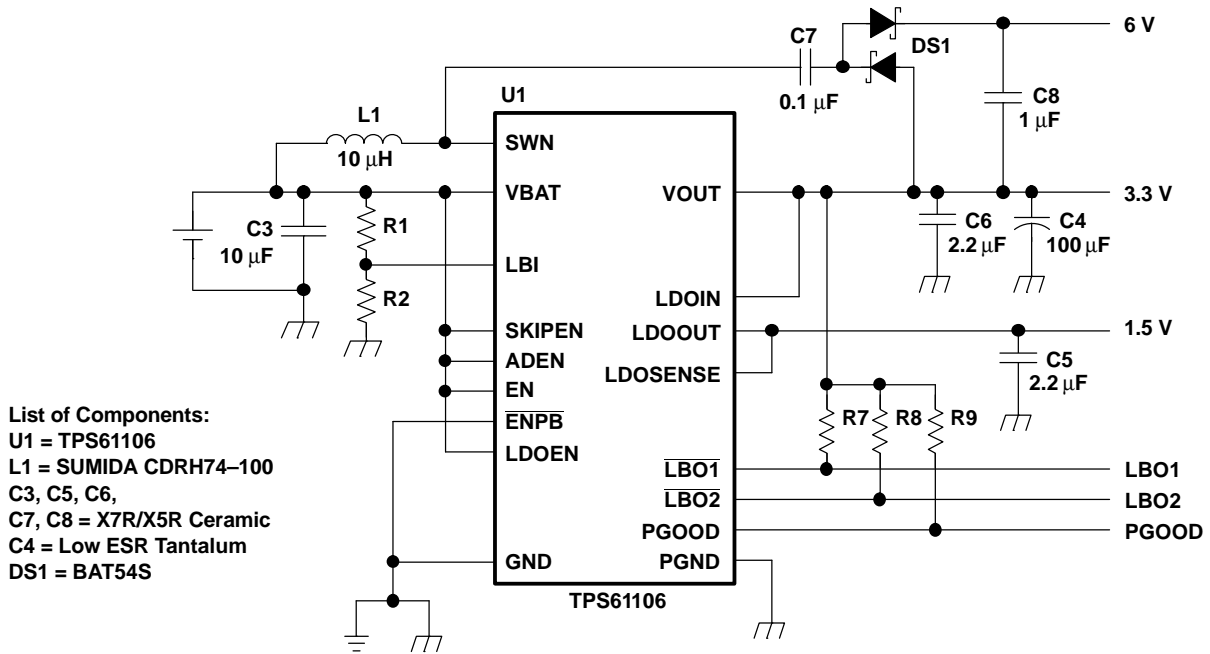 6 V
C7
DS1
0.1 μF
C8
1 μF
U1
L1
10 μH
SWN
VBAT
VOUT
3.3 V
C3
10 μF
R1
C6
2.2 μF
C4
100 μF
LBI
R2
LDOIN
SKIPEN
LDOOUT
1.5 V
ADEN
LDOSENSE
C5
2.2 μF
EN
ENPB
R7
R8
R9
LDOEN
LBO1
LBO1
LBO2
LBO2
PGOOD
PGOOD
GND
PGND
TPS61106
List of Components:
U1 = TPS61106
L1 = SUMIDA CDRH74–100
C3, C5, C6,
C7, C8 = X7R/X5R Ceramic
C4 = Low ESR Tantalum
DS1 = BAT54S